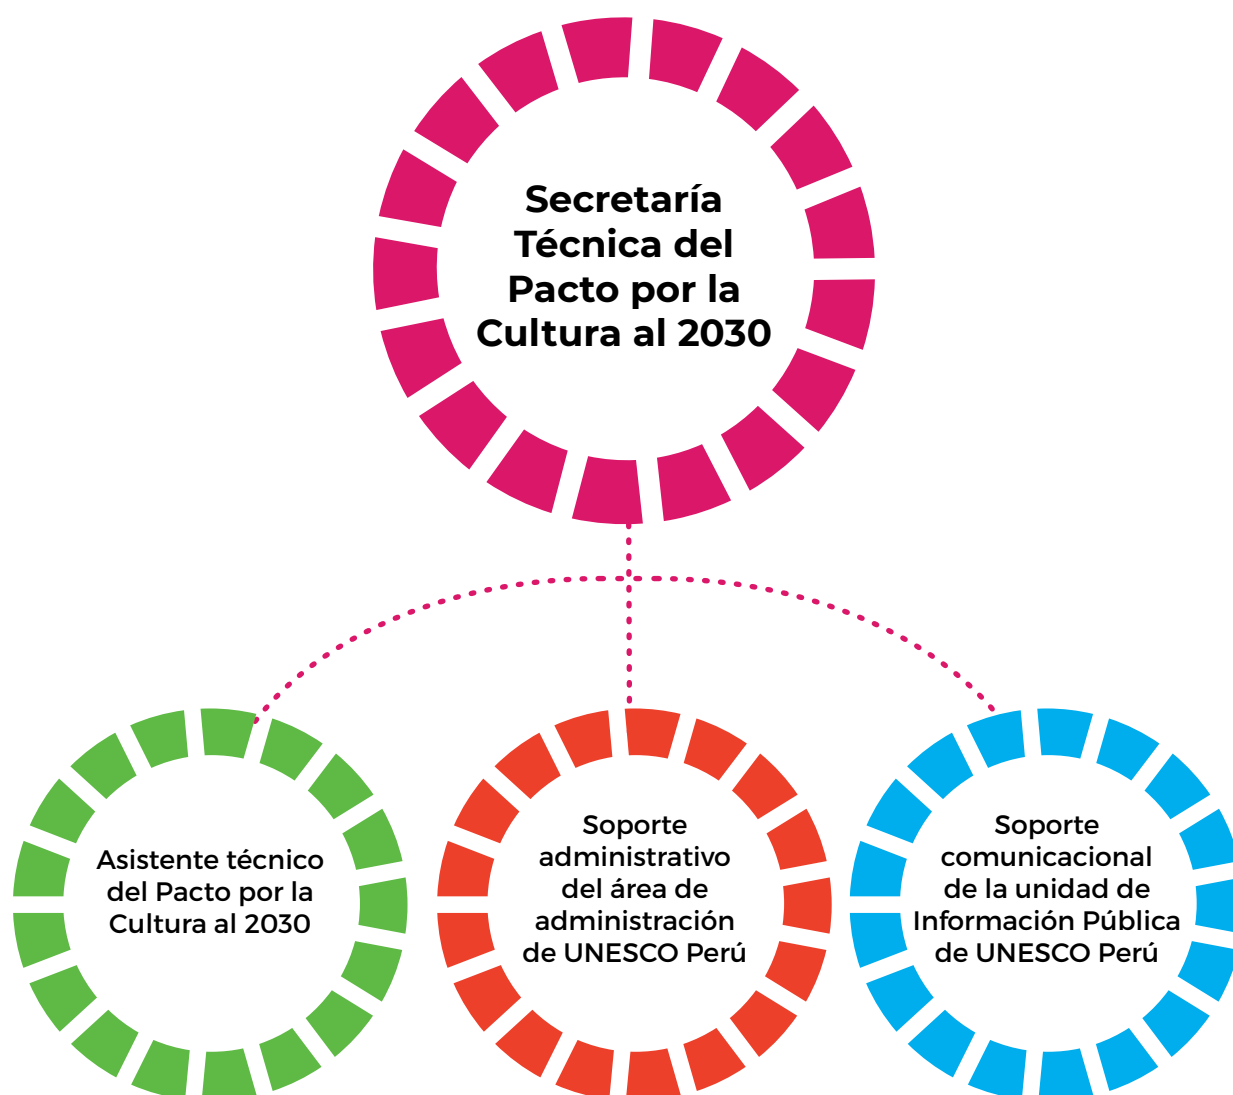 Secretaría
Técnica del
Pacto por la
Cultura al 2030
Asistente técnico
del Pacto por la
Cultura al 2030
Soporte
administrativo
del área de
administración
de UNESCO Perú
Soporte
comunicacional
de la unidad de
Información Pública
de UNESCO Perú